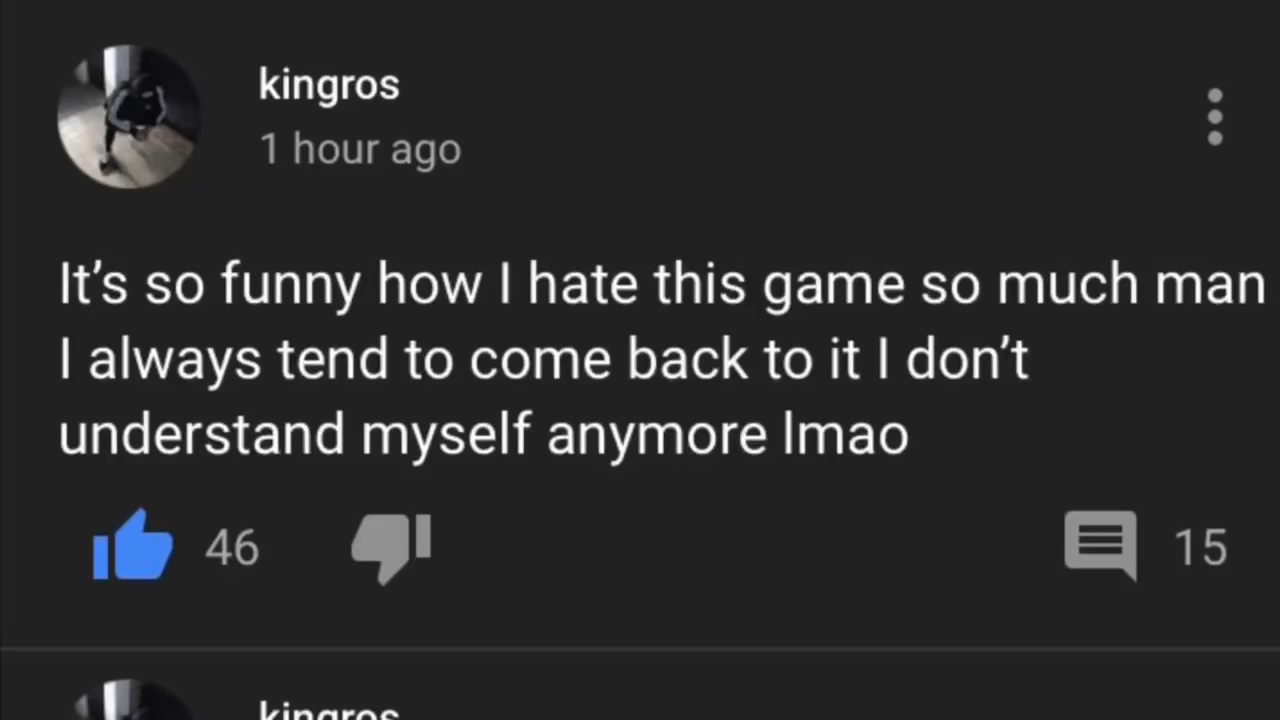 kingros
1 hour ago
It's so funny how I hate this game so much man
I always tend to come back to it I don't
understand myself anymore lmao
46
15
kingros